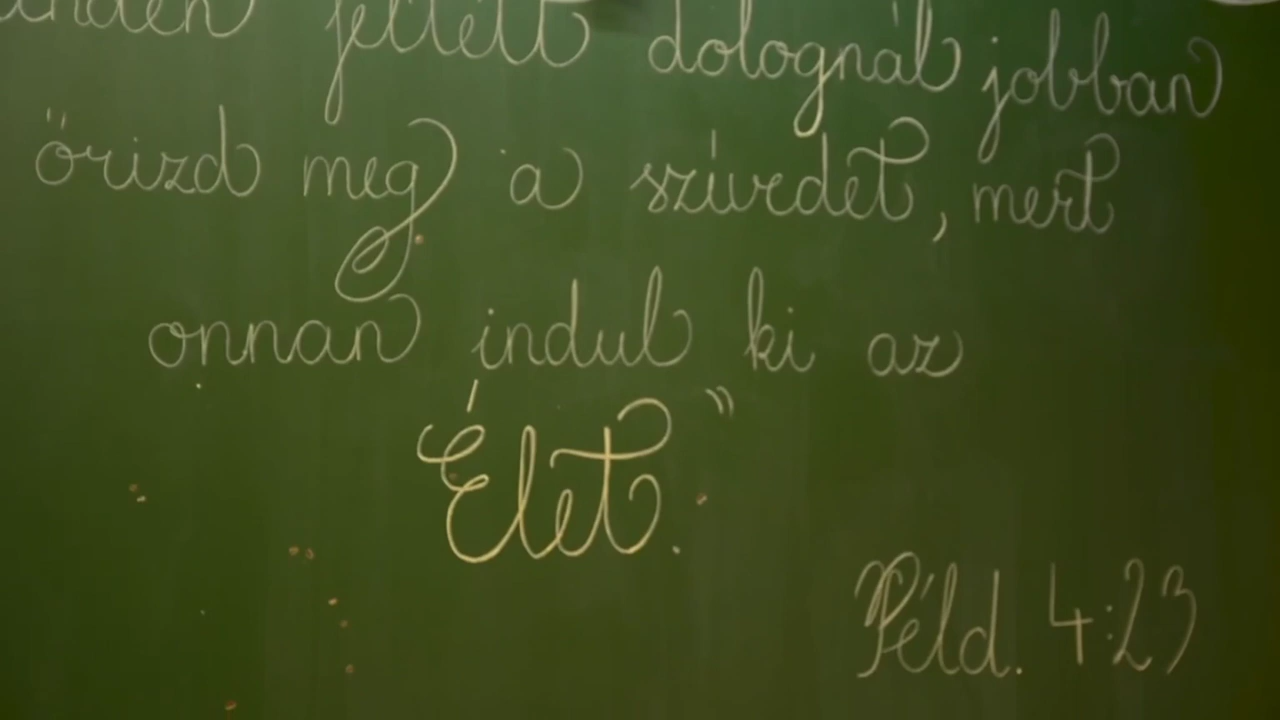 féltett dolognál jobban
őrizd meg a szívedet, mert
onnan indul ki az
Élet."
Péld. 4:23